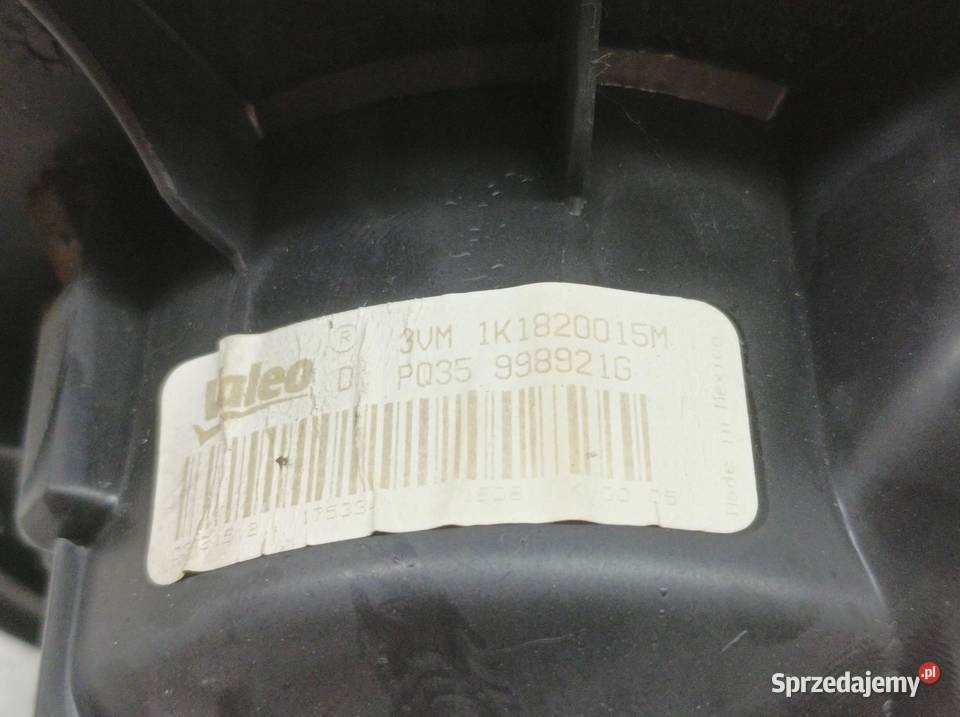 Valeo ® 3VM 1K1820015M
D PQ35 998921G
Made in Mexico
Sprzedajemy.pl